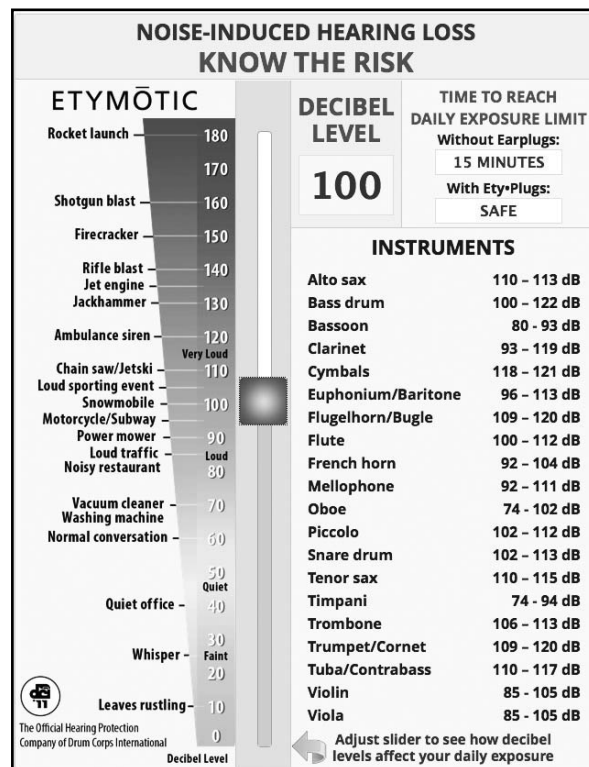 NOISE-INDUCED HEARING LOSS
KNOW THE RISK
ETYMŌTIC
Rocket launch
180
170
Shotgun blast
160
Firecracker
150
Rifle blast
140
Jet engine
Jackhammer
130
Ambulance siren
120
Very Loud
Chain saw/Jetski
110
Loud sporting event
Snowmobile
100
Motorcycle/Subway
Power mower
90
Loud traffic
Loud
Noisy restaurant
80
Vacuum cleaner
70
Washing machine
Normal conversation
60
50
Quiet
Quiet office
40
30
Whisper
Faint
20
Leaves rustling
10
0
Decibel Level
The Official Hearing Protection
Company of Drum Corps International
DECIBEL
LEVEL
100
TIME TO REACH
DAILY EXPOSURE LIMIT
Without Earplugs:
15 MINUTES
With Ety•Plugs:
SAFE
INSTRUMENTS
Alto sax 110 – 113 dB
Bass drum 100 – 122 dB
Bassoon 80 - 93 dB
Clarinet 93 – 119 dB
Cymbals 118 – 121 dB
Euphonium/Baritone 96 – 113 dB
Flugelhorn/Bugle 109 – 120 dB
Flute 100 – 112 dB
French horn 92 – 104 dB
Mellophone 92 – 111 dB
Oboe 74 - 102 dB
Piccolo 102 – 112 dB
Snare drum 102 – 113 dB
Tenor sax 110 – 115 dB
Timpani 74 - 94 dB
Trombone 106 – 113 dB
Trumpet/Cornet 109 – 120 dB
Tuba/Contrabass 110 – 117 dB
Violin 85 - 105 dB
Viola 85 - 105 dB
Adjust slider to see how decibel
levels affect your daily exposure